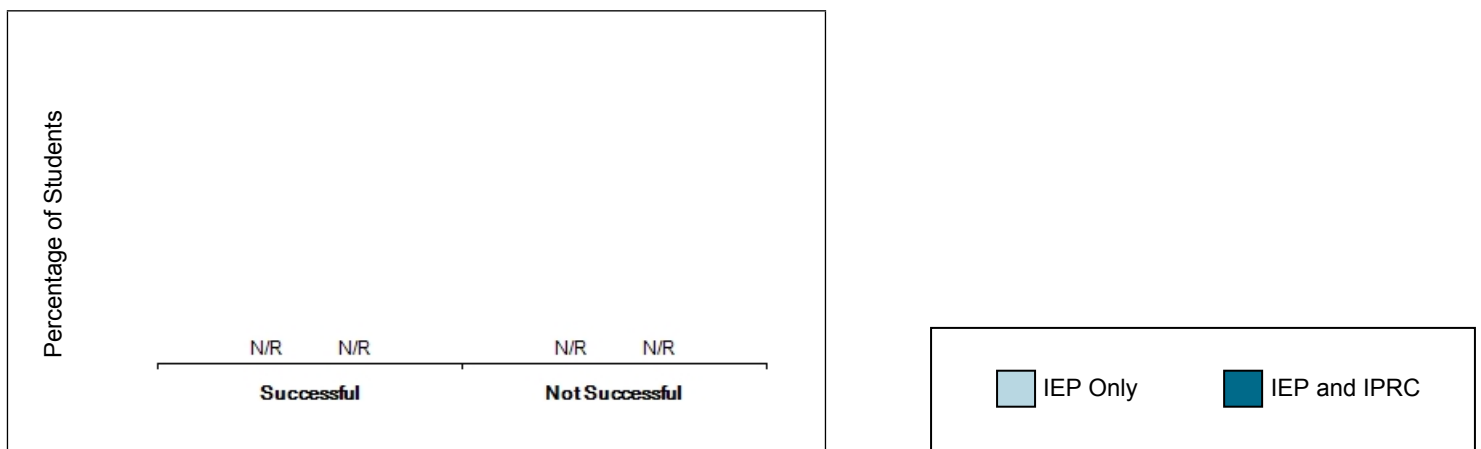 Percentage of Students
N/R N/R N/R N/R
Successful Not Successful
IEP Only IEP and IPRC